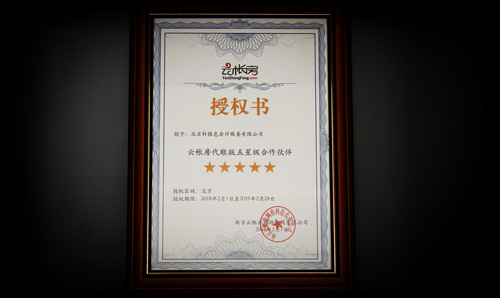 云帐房
YunZhangFang.com
授权书
授于：北京轩铭色会计服务有限公司
云帐房代账版五星级合作伙伴
授权区域：北京
授权期限：2018年2月1日至2019年2月28日
南京云帐房网络科技有限公司